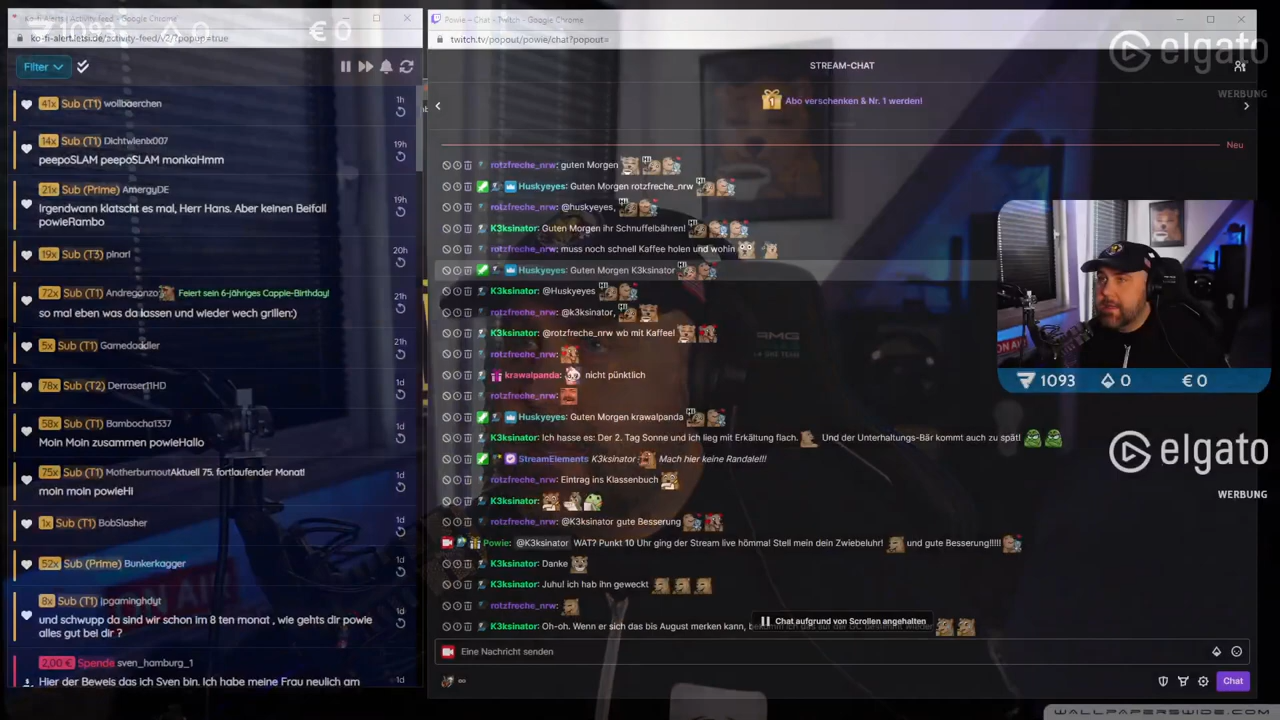 Ko-fi Alerts | Activity feed - Google Chrome
1093
0
€ 0
ko-fi-alert.letsi.de/activity-feed/v2/?popup=true
Filter
41x Sub (T1) wollbaerchen
1h
14x Sub (T1) Dichtwienix007
19h
peepoSLAM peepoSLAM monkaHmm
21x Sub (Prime) AmergyDE
19h
Irgendwann klatscht es mal, Herr Hans. Aber keinen Beifall
powieRambo
19x Sub (T3) pinari
20h
72x Sub (T1) Andregonzo
Feiert sein 6-jähriges Cappie-Birthday!
21h
so mal eben was da lassen und wieder wech grillen:)
5x Sub (T1) Gamedaddler
21h
78x Sub (T2) Derraser11HD
1d
58x Sub (T1) Bambocha1337
1d
Moin Moin zusammen powieHallo
75x Sub (T1) MotherburnoutAktuell 75. fortlaufender Monat!
1d
moin moin powieHi
1x Sub (T1) BobSlasher
1d
52x Sub (Prime) Bunkerkagger
1d
8x Sub (T1) jpgaminghdyt
1d
und schwupp da sind wir schon im 8 ten monat , wie gehts dir powie
alles gut bei dir ?
2,00 € Spende sven_hamburg_1
1d
Hier der Beweis das ich Sven bin. Ich habe meine Frau neulich am
Powie – Chat - Twitch - Google Chrome
twitch.tv/popout/powie/chat?popout=
STREAM-CHAT
1 Abo verschenken & Nr. 1 werden!
Neu
rotzfreche_nrw: guten Morgen
Huskyeyes: Guten Morgen rotzfreche_nrw
rotzfreche_nrw: @huskyeyes,
K3ksinator: Guten Morgen ihr Schnuffelbähren!
rotzfreche_nrw: muss noch schnell Kaffee holen und wohin
Huskyeyes: Guten Morgen K3ksinator
K3ksinator: @Huskyeyes
rotzfreche_nrw: @k3ksinator,
K3ksinator: @rotzfreche_nrw wb mit Kaffee!
rotzfreche_nrw:
krawalpanda: nicht pünktlich
rotzfreche_nrw:
Huskyeyes: Guten Morgen krawalpanda
K3ksinator: Ich hasse es: Der 2. Tag Sonne und ich lieg mit Erkältung flach. Und der Unterhaltungs-Bär kommt auch zu spät!
StreamElements K3ksinator Mach hier keine Randale!!!
rotzfreche_nrw: Eintrag ins Klassenbuch
K3ksinator:
rotzfreche_nrw: @K3ksinator gute Besserung
Powie: @K3ksinator WAT? Punkt 10 Uhr ging der Stream live hömma! Stell mein dein Zwiebeluhr! und gute Besserung!!!!!
K3ksinator: Danke
K3ksinator: Juhu! ich hab ihn geweckt
rotzfreche_nrw:
Chat aufgrund von Scrollen angehalten
K3ksinator: Oh-oh. Wenn er sich das bis August merken kann,
Eine Nachricht senden
Chat
elgato
WERBUNG
1093
0
€ 0
elgato
WERBUNG
WALLPAPERSWIDE.COM